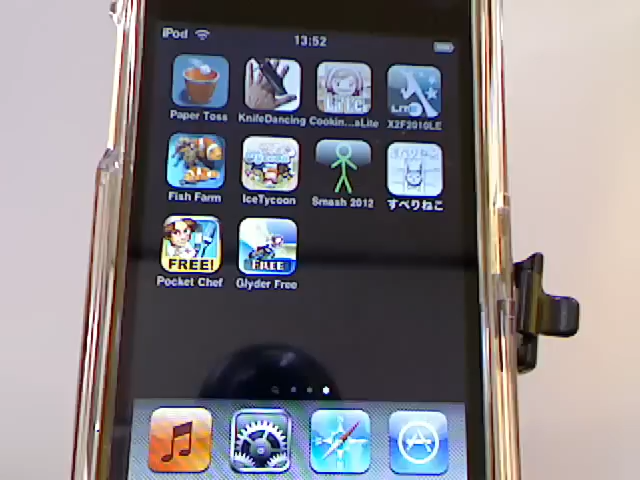 iPod 13:52
Paper Toss KnifeDancing Cookin...sLite X2F2010LE
Fish Farm IceTycoon Smash 2012 すべりねこ
FREE! FREE
Pocket Chef Glyder Free